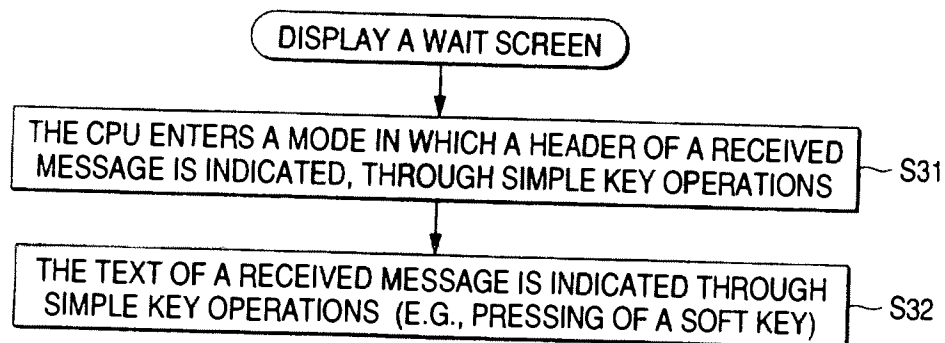 DISPLAY A WAIT SCREEN
THE CPU ENTERS A MODE IN WHICH A HEADER OF A RECEIVED
MESSAGE IS INDICATED, THROUGH SIMPLE KEY OPERATIONS
S31
THE TEXT OF A RECEIVED MESSAGE IS INDICATED THROUGH
SIMPLE KEY OPERATIONS (E.G., PRESSING OF A SOFT KEY)
S32